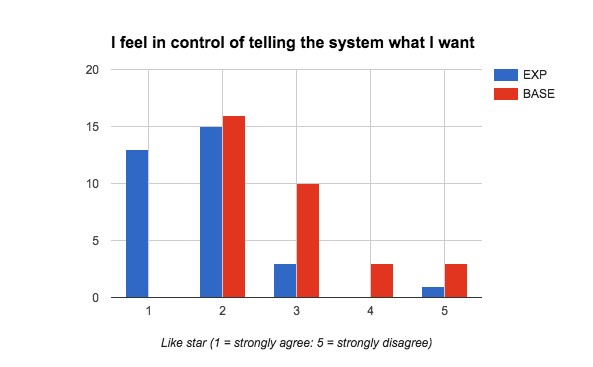 I feel in control of telling the system what I want
20
15
10
5
0
1 2 3 4 5
EXP
BASE
Like star (1 = strongly agree: 5 = strongly disagree)